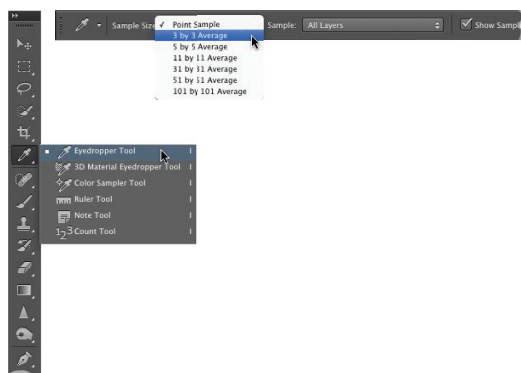 Sample Size Sample: All Layers Show Sampl
Point Sample
3 by 3 Average
5 by 5 Average
11 by 11 Average
31 by 31 Average
51 by 51 Average
101 by 101 Average
Eyedropper Tool I
3D Material Eyedropper Tool I
Color Sampler Tool I
Ruler Tool I
Note Tool I
123 Count Tool I